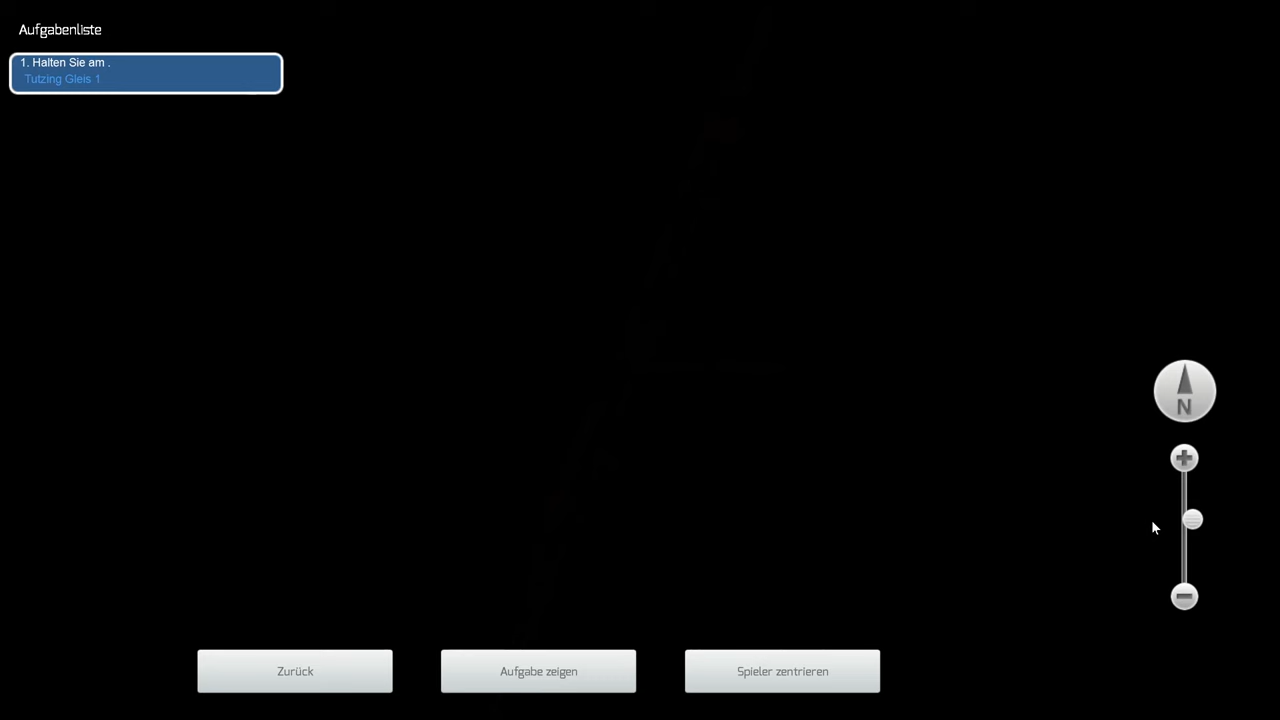 Aufgabenliste
1. Halten Sie am .
Tutzing Gleis 1
N
Zurück
Aufgabe zeigen
Spieler zentrieren